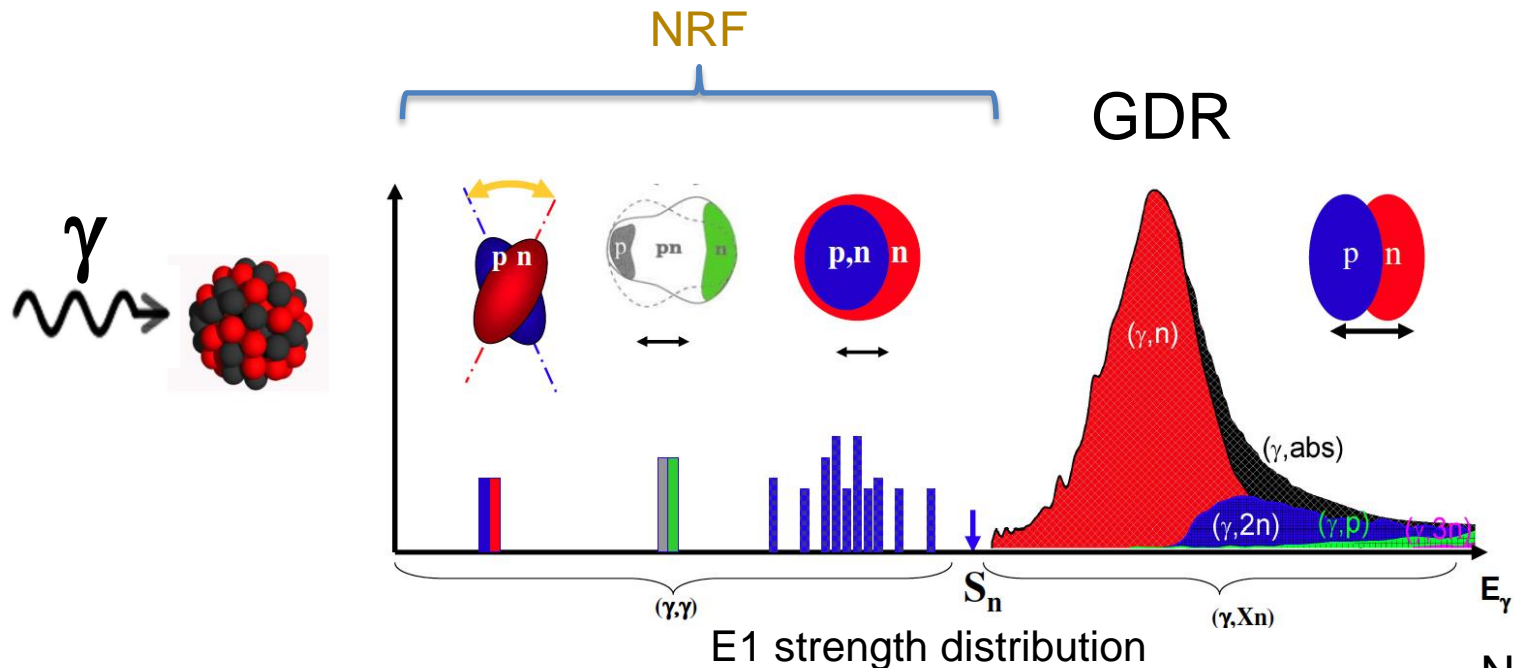 NRF
GDR
γ
p n
p
pn
n
p,n n
p n
(γ,n)
(γ,abs)
(γ,2n)
(γ,p)
(γ,3n)
Sn
Eγ
(γ,γ)
(γ,Xn)
E1 strength distribution
N